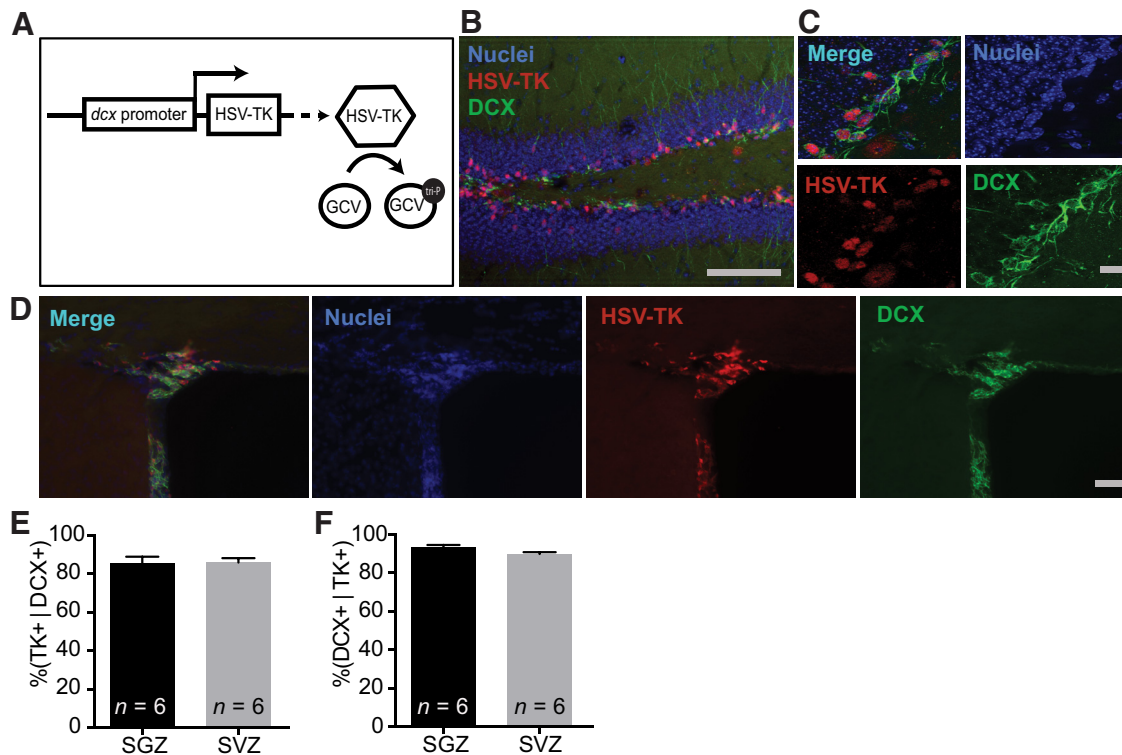 A
dcx promoter
HSV-TK
HSV-TK
GCV
GCV
tri-P
B
Nuclei
HSV-TK
DCX
C
Merge
Nuclei
HSV-TK
DCX
D
Merge
Nuclei
HSV-TK
DCX
E
%(TK+ | DCX+)
100
80
60
40
20
0
n = 6
n = 6
SGZ
SVZ
F
%(DCX+ | TK+)
100
80
60
40
20
0
n = 6
n = 6
SGZ
SVZ